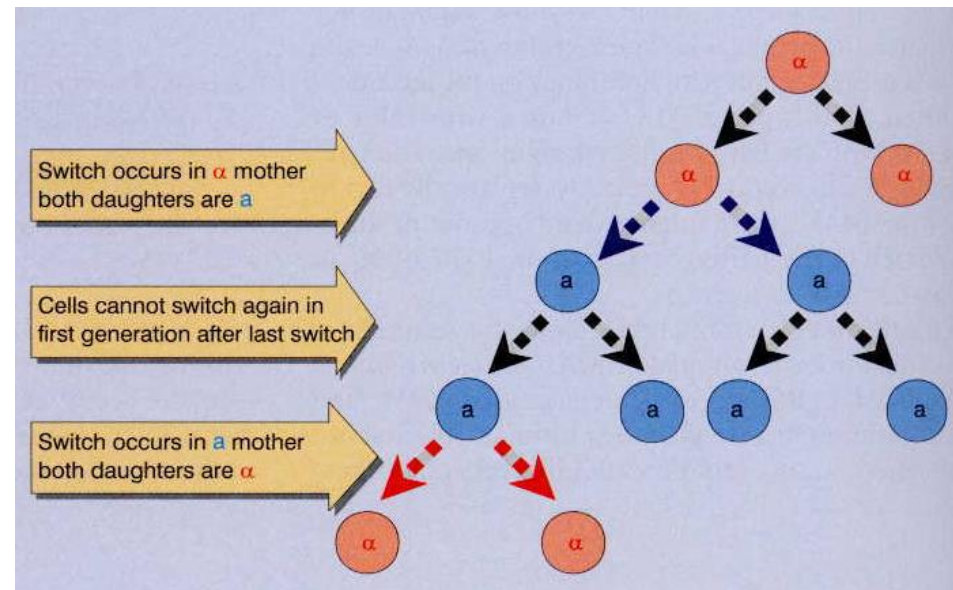 α
α
α
Switch occurs in α mother
both daughters are a
a
a
Cells cannot switch again in
first generation after last switch
a
a
a
a
Switch occurs in a mother
both daughters are α
α
α